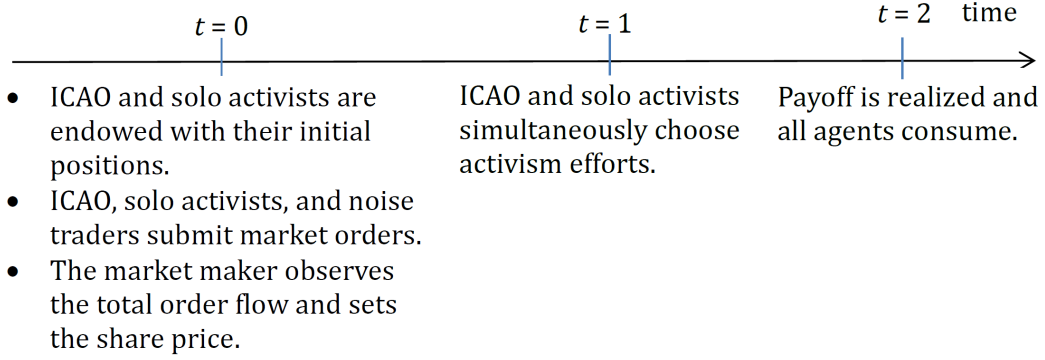 t = 0
t = 1
t = 2 time
• ICAO and solo activists are
endowed with their initial
positions.
• ICAO, solo activists, and noise
traders submit market orders.
• The market maker observes
the total order flow and sets
the share price.
ICAO and solo activists
simultaneously choose
activism efforts.
Payoff is realized and
all agents consume.